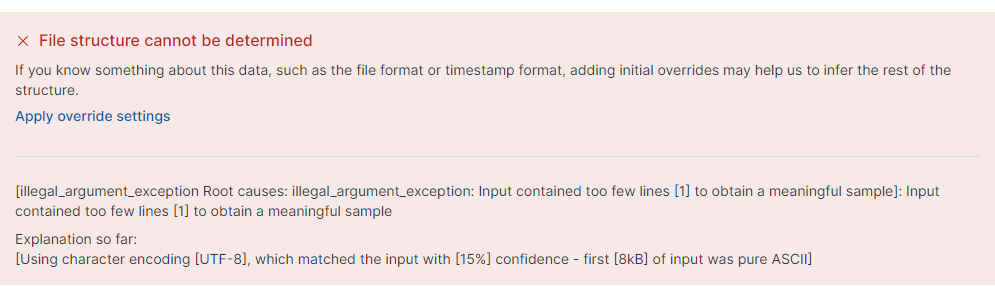 File structure cannot be determined
If you know something about this data, such as the file format or timestamp format, adding initial overrides may help us to infer the rest of the
structure.
Apply override settings
[illegal_argument_exception Root causes: illegal_argument_exception: Input contained too few lines [1] to obtain a meaningful sample]: Input
contained too few lines [1] to obtain a meaningful sample
Explanation so far:
[Using character encoding [UTF-8], which matched the input with [15%] confidence - first [8kB] of input was pure ASCII]